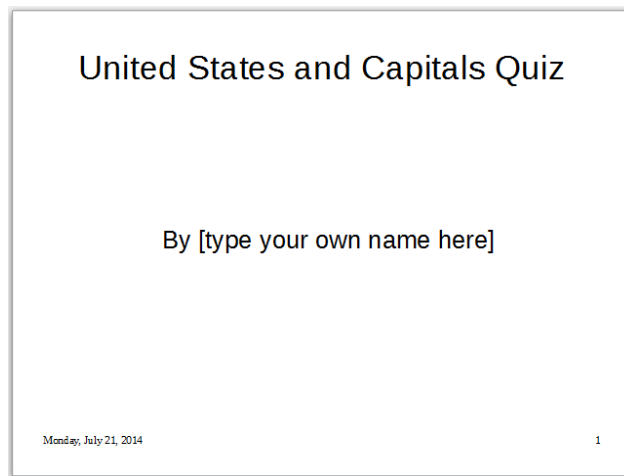 United States and Capitals Quiz
By [type your own name here]
Monday, July 21, 2014
1